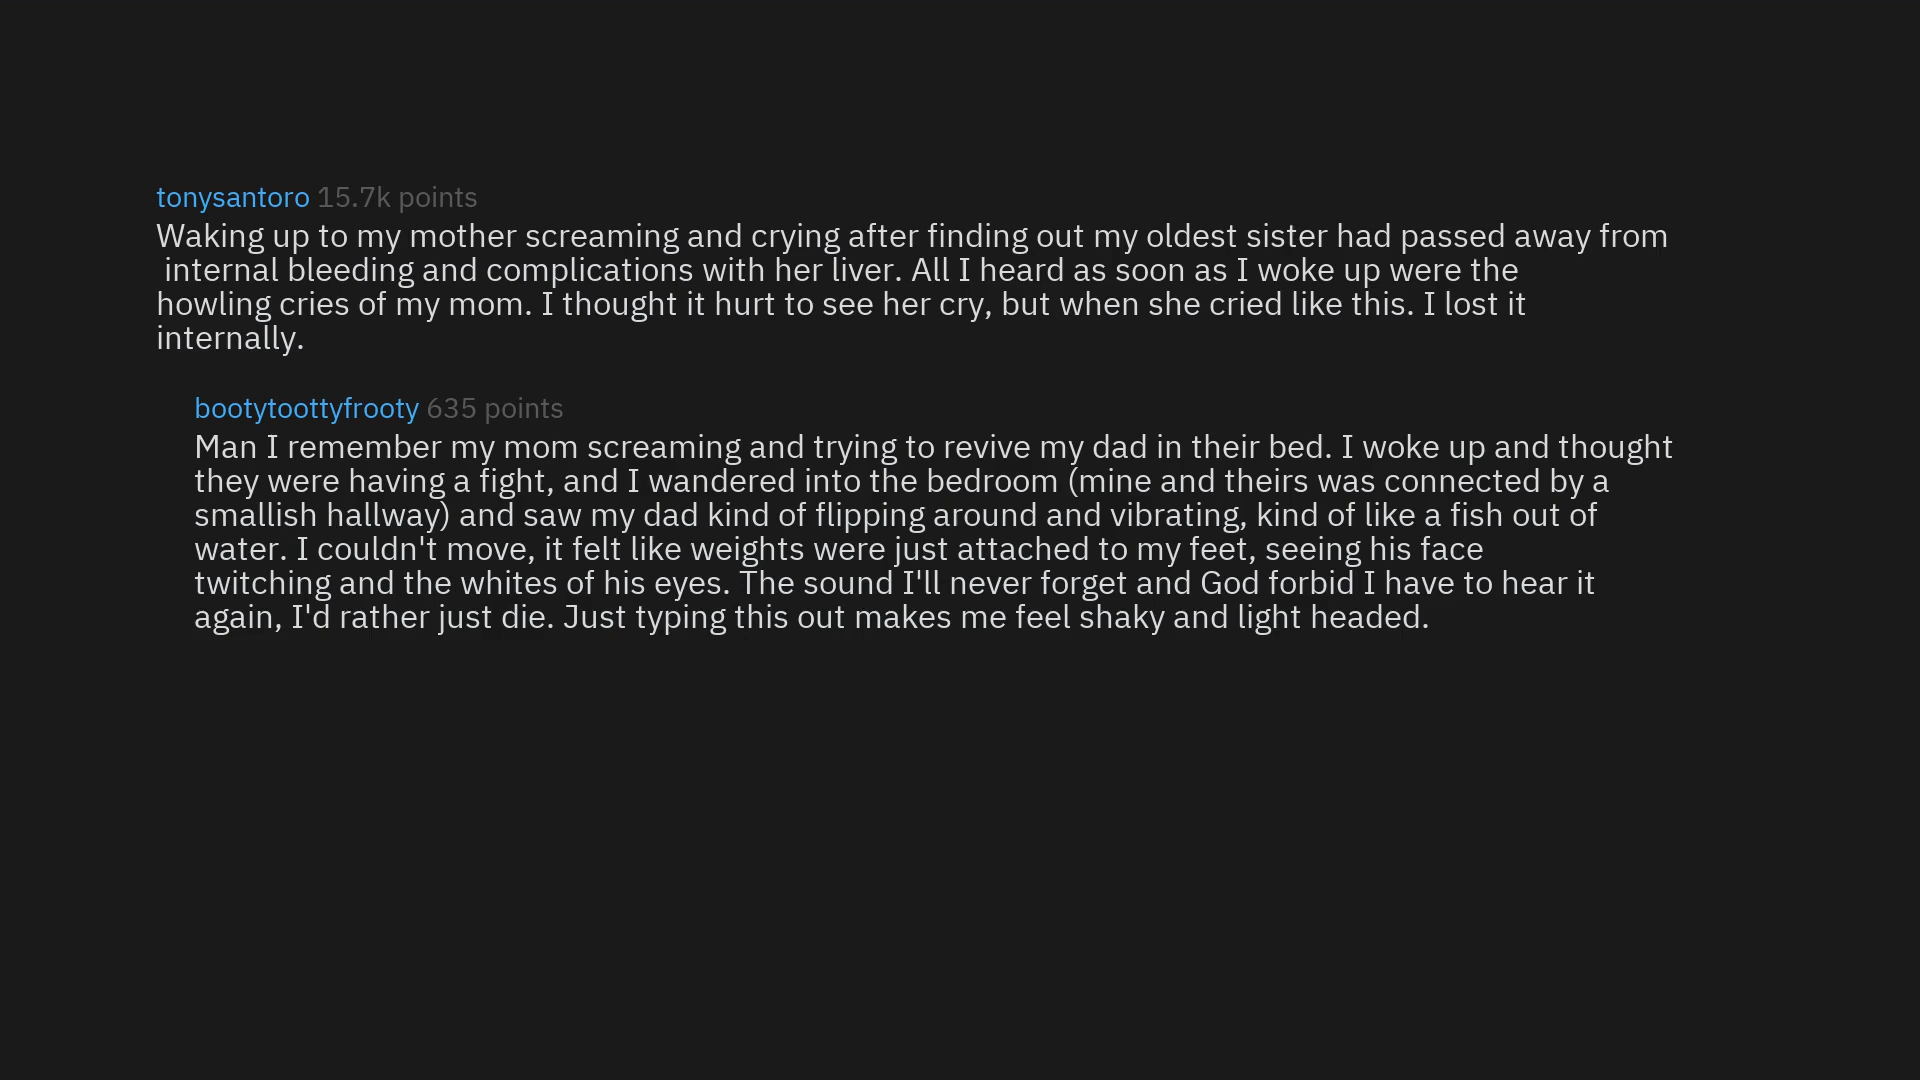 tonysantoro 15.7k points
Waking up to my mother screaming and crying after finding out my oldest sister had passed away from
internal bleeding and complications with her liver. All I heard as soon as I woke up were the
howling cries of my mom. I thought it hurt to see her cry, but when she cried like this. I lost it
internally.
bootytoottyfrooty 635 points
Man I remember my mom screaming and trying to revive my dad in their bed. I woke up and thought
they were having a fight, and I wandered into the bedroom (mine and theirs was connected by a
smallish hallway) and saw my dad kind of flipping around and vibrating, kind of like a fish out of
water. I couldn't move, it felt like weights were just attached to my feet, seeing his face
twitching and the whites of his eyes. The sound I'll never forget and God forbid I have to hear it
again, I'd rather just die. Just typing this out makes me feel shaky and light headed.